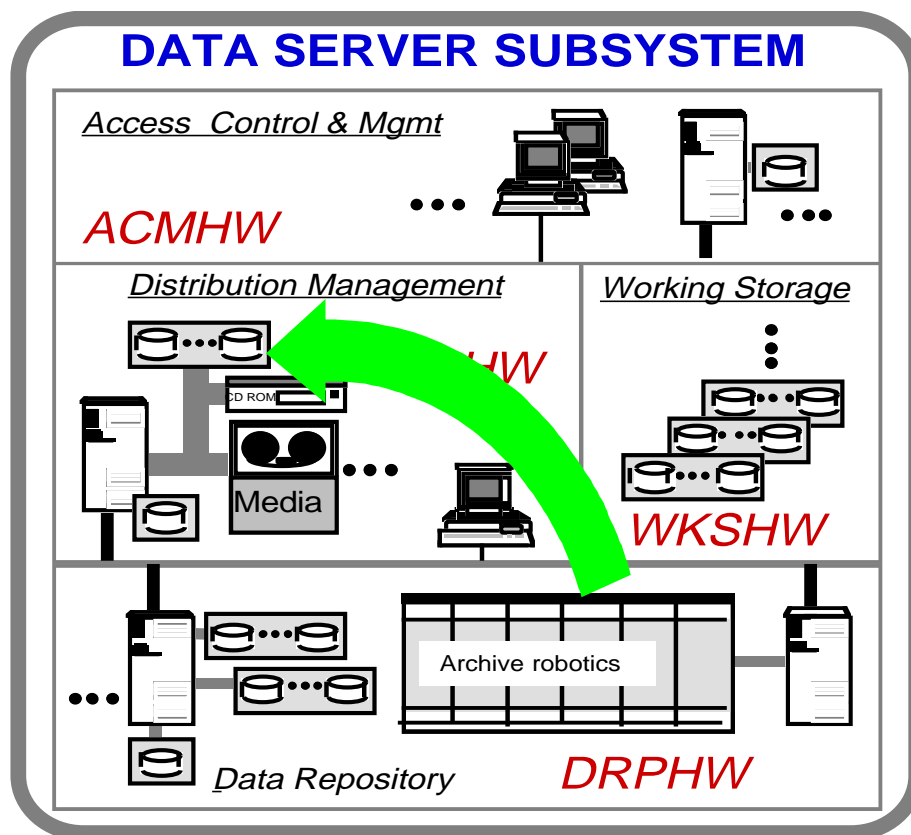 DATA SERVER SUBSYSTEM
Access Control & Mgmt
ACMHW
Distribution Management
HW
CD ROM
Media
Working Storage
WKSHW
Archive robotics
Data Repository
DRPHW